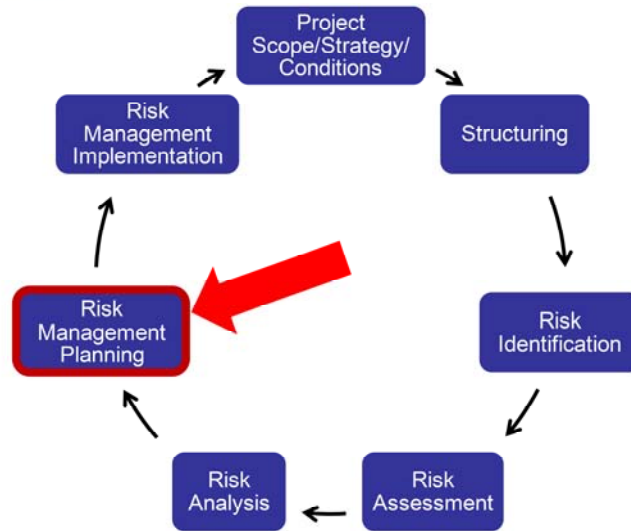 Project
Scope/Strategy/
Conditions
Structuring
Risk
Identification
Risk
Assessment
Risk
Analysis
Risk
Management
Planning
Risk
Management
Implementation